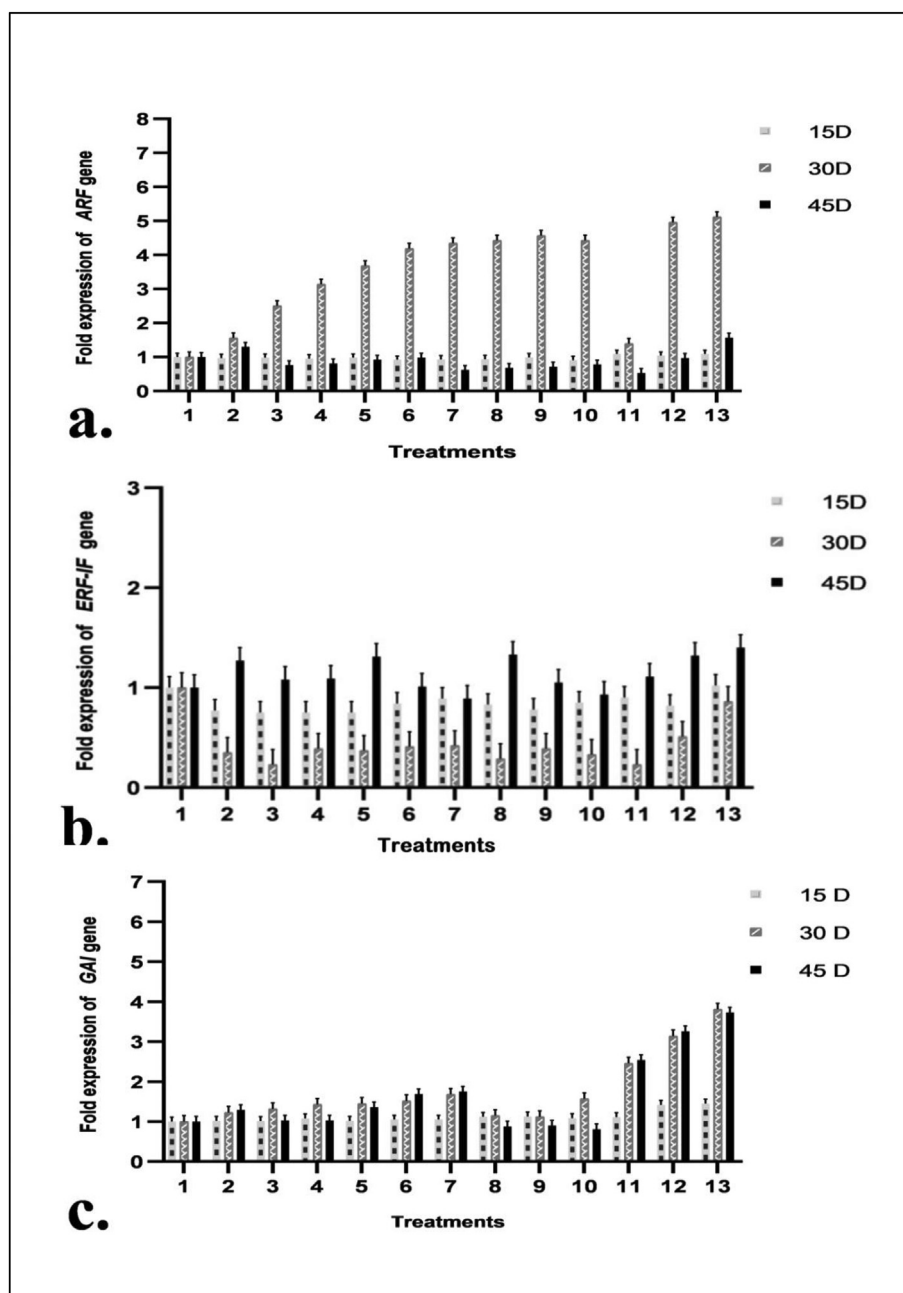 Fold expression of ARF gene
8
7
6
5
4
3
2
1
0
15D
30D
45D
1 2 3 4 5 6 7 8 9 10 11 12 13
Treatments
a.
Fold expression of ERF-IF gene
3
2
1
0
15D
30D
45D
1 2 3 4 5 6 7 8 9 10 11 12 13
Treatments
b.
Fold expression of GAI gene
7
6
5
4
3
2
1
0
15 D
30 D
45 D
1 2 3 4 5 6 7 8 9 10 11 12 13
Treatments
c.